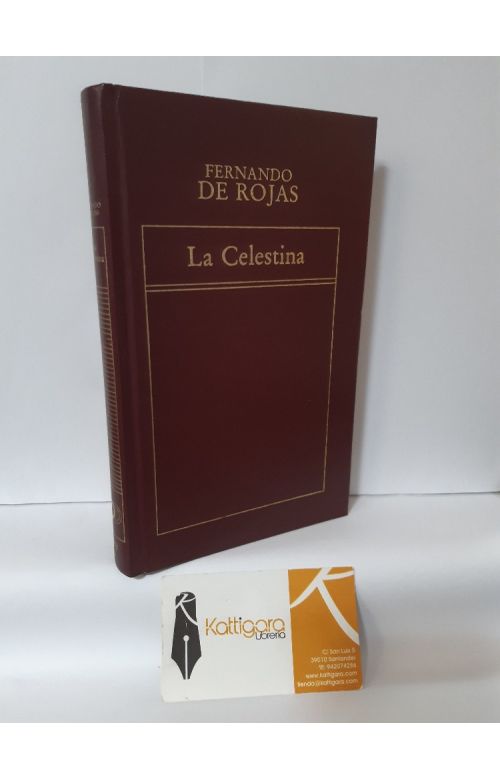 FERNANDO
DE ROJAS
La Celestina
Kattigara
Librería
C/ San Luis 5
39010 Santander
www.kattigara.com
tienda@kattigara.com